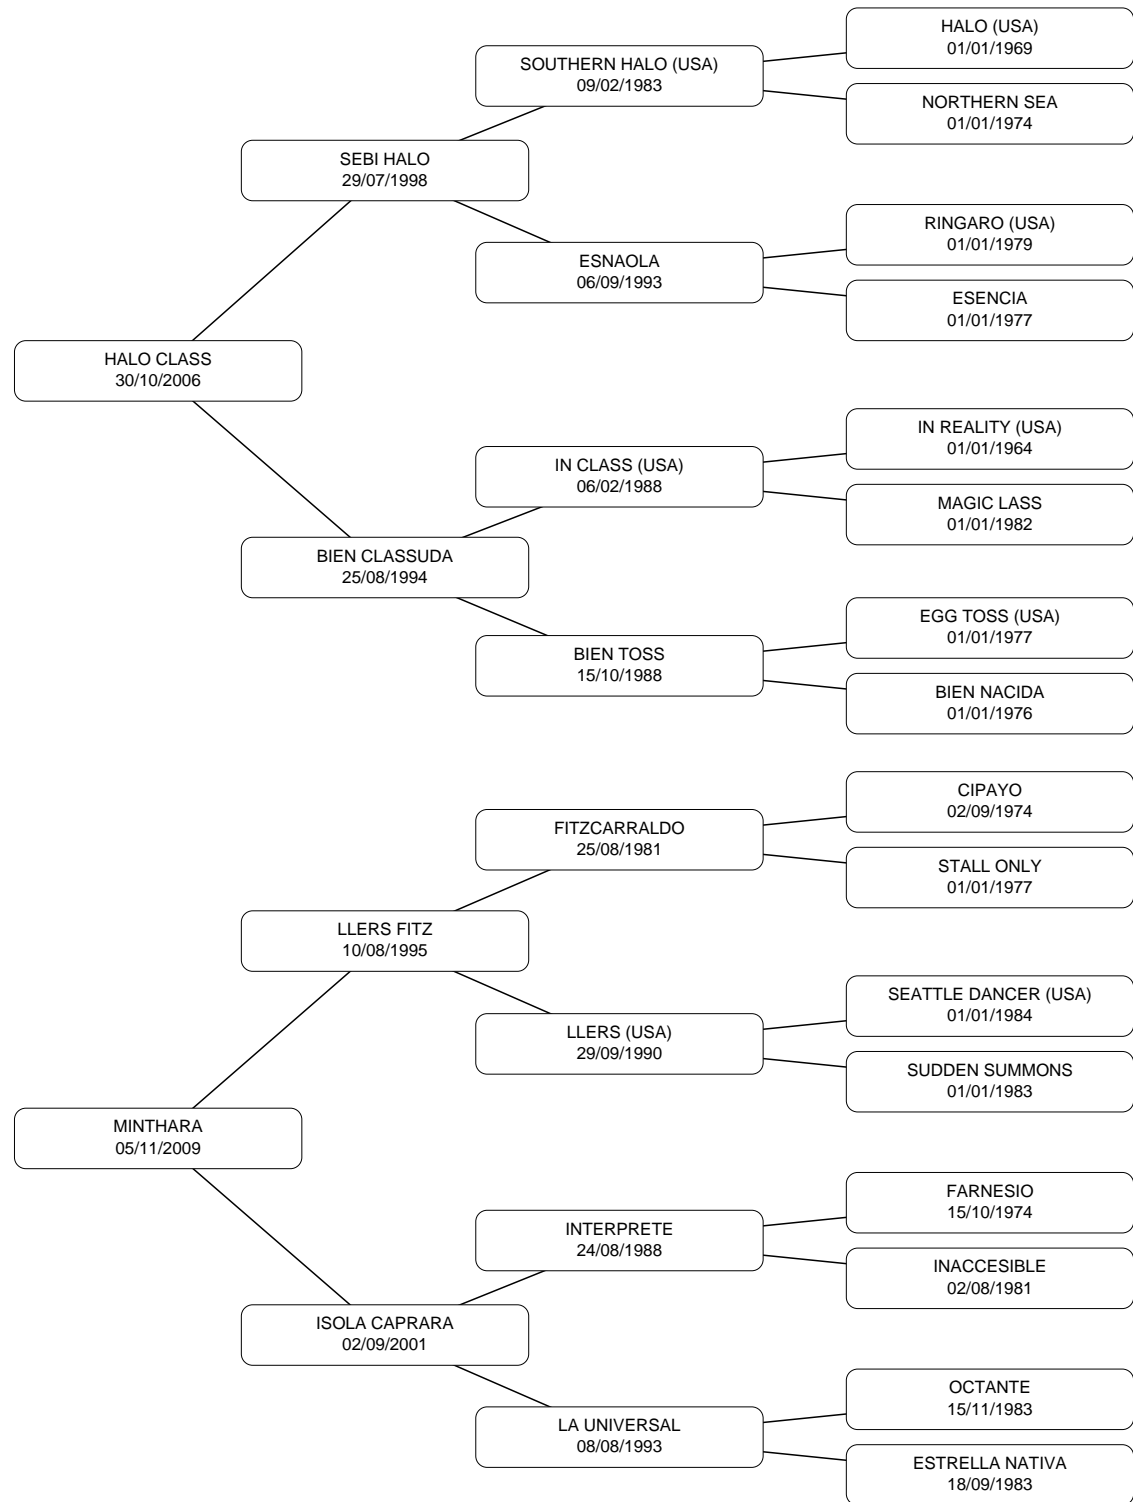 HALO (USA)
01/01/1969
SOUTHERN HALO (USA)
09/02/1983
NORTHERN SEA
01/01/1974
SEBI HALO
29/07/1998
RINGARO (USA)
01/01/1979
ESNAOLA
06/09/1993
ESENCIA
01/01/1977
HALO CLASS
30/10/2006
IN REALITY (USA)
01/01/1964
IN CLASS (USA)
06/02/1988
MAGIC LASS
01/01/1982
BIEN CLASSUDA
25/08/1994
EGG TOSS (USA)
01/01/1977
BIEN TOSS
15/10/1988
BIEN NACIDA
01/01/1976
CIPAYO
02/09/1974
FITZCARRALDO
25/08/1981
STALL ONLY
01/01/1977
LLERS FITZ
10/08/1995
SEATTLE DANCER (USA)
01/01/1984
LLERS (USA)
29/09/1990
SUDDEN SUMMONS
01/01/1983
MINTHARA
05/11/2009
FARNESIO
15/10/1974
INTERPRETE
24/08/1988
INACCESIBLE
02/08/1981
ISOLA CAPRARA
02/09/2001
OCTANTE
15/11/1983
LA UNIVERSAL
08/08/1993
ESTRELLA NATIVA
18/09/1983